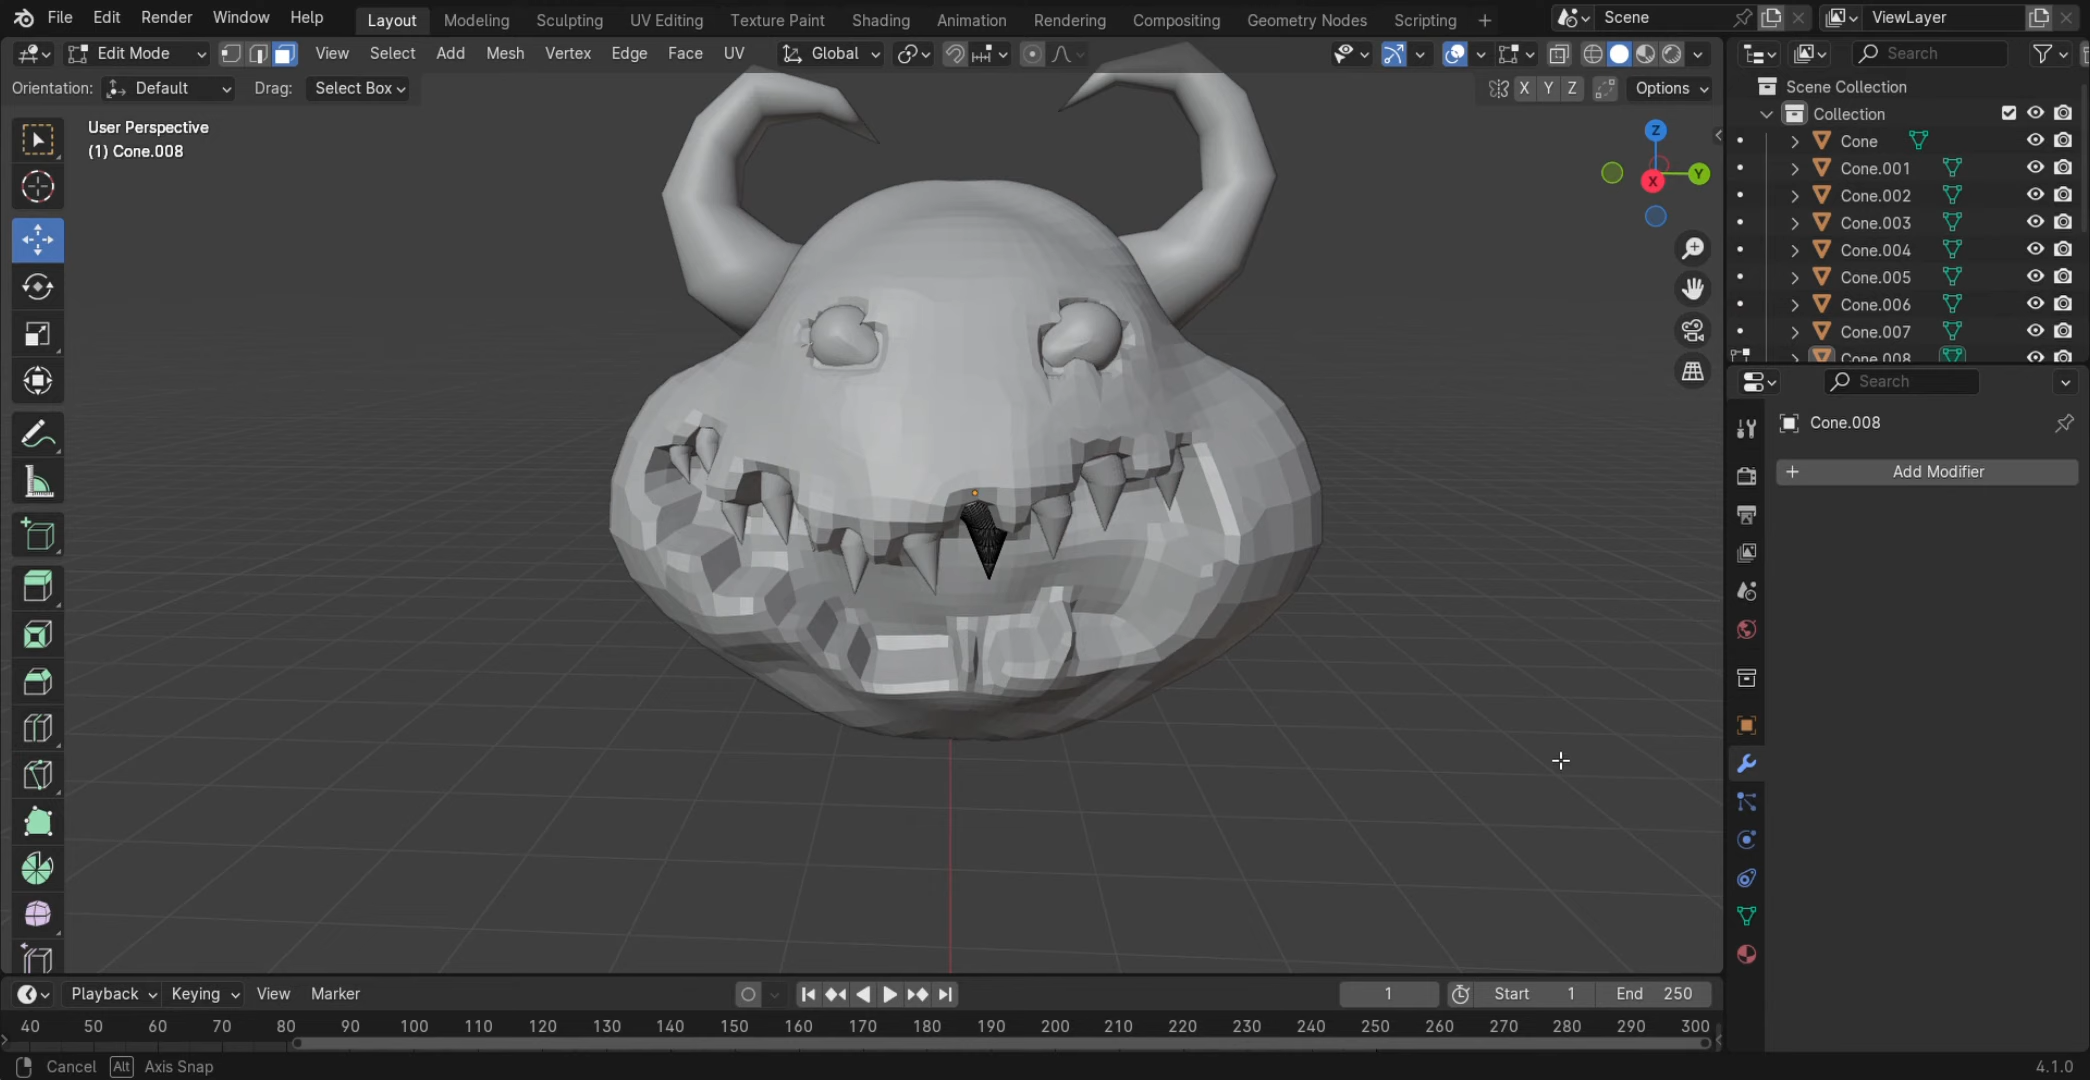 File Edit Render Window Help Layout Modeling Sculpting UV Editing Texture Paint Shading Animation Rendering Compositing Geometry Nodes Scripting + Scene ViewLayer
Edit Mode View Select Add Mesh Vertex Edge Face UV Global Search
Orientation: Default Drag: Select Box X Y Z Options
Scene Collection
User Perspective
(1) Cone.008
Collection
Z
Y
X
Cone
Cone.001
Cone.002
Cone.003
Cone.004
Cone.005
Cone.006
Cone.007
Cone.008
Search
Cone.008
+ Add Modifier
Playback Keying View Marker 1 Start 1 End 250
40 50 60 70 80 90 100 110 120 130 140 150 160 170 180 190 200 210 220 230 240 250 260 270 280 290 300
Cancel Alt Axis Snap 4.1.0